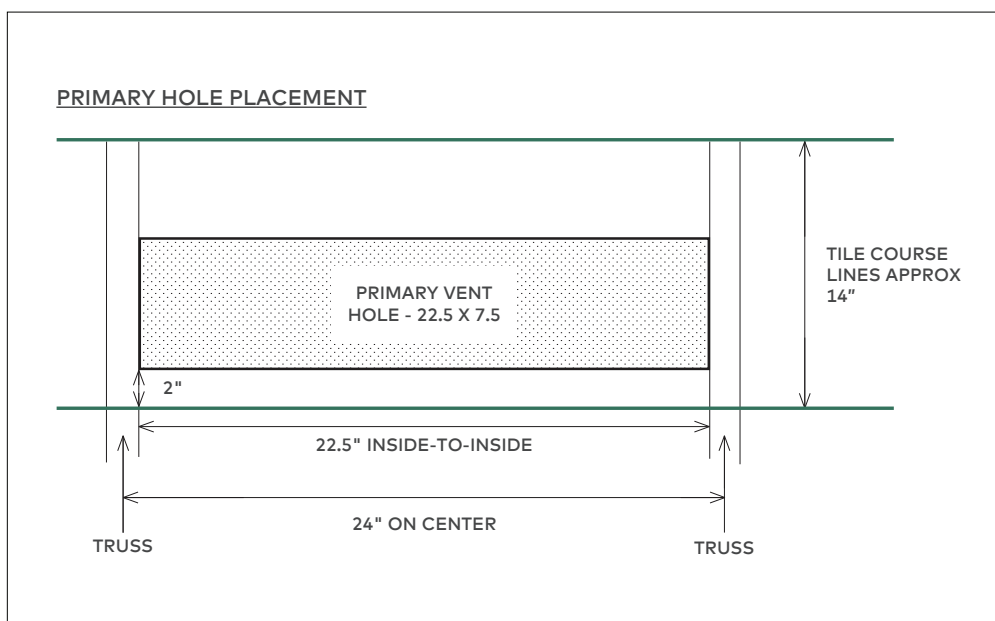 PRIMARY HOLE PLACEMENT
TILE COURSE
LINES APPROX
14"
PRIMARY VENT
HOLE - 22.5 X 7.5
2"
22.5" INSIDE-TO-INSIDE
24" ON CENTER
TRUSS
TRUSS